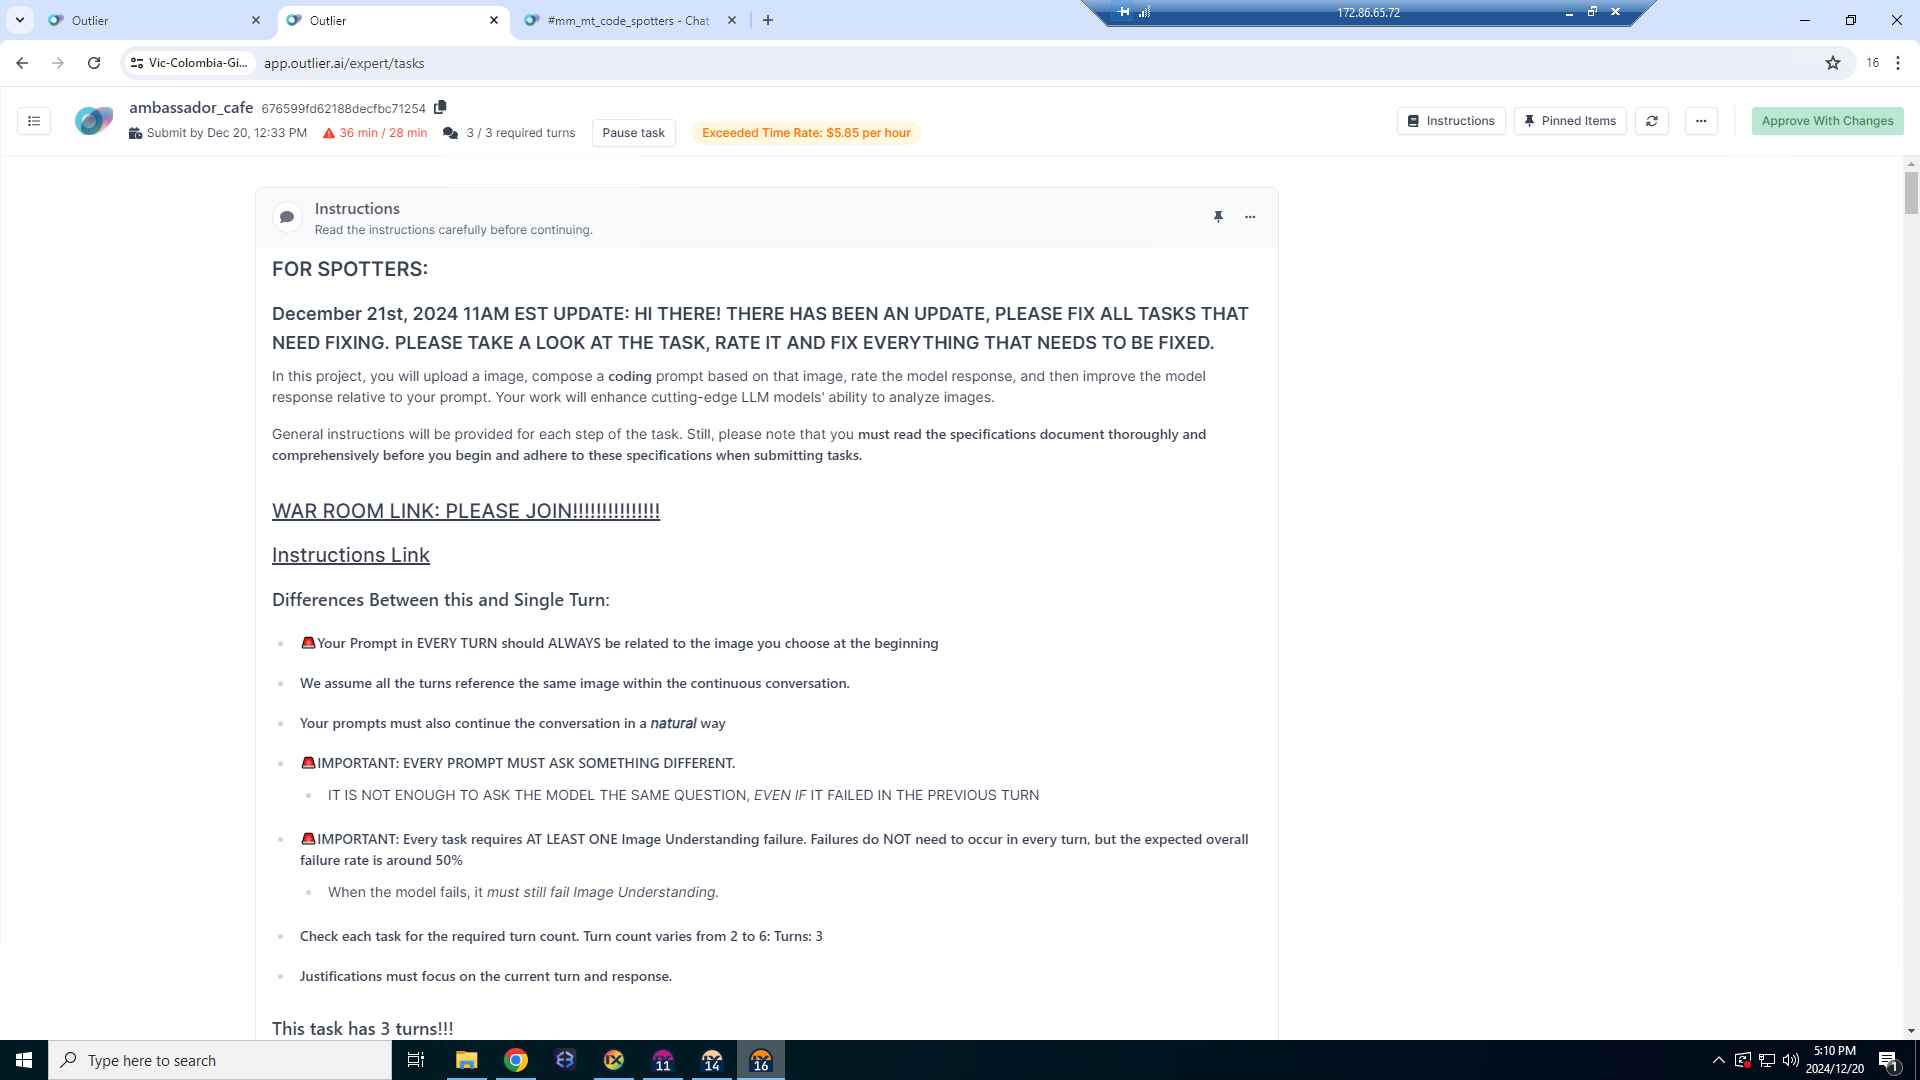 Outlier
Outlier
#mm_mt_code_spotters - Chat
172.86.65.72
Vic-Colombia-Gi...
app.outlier.ai/expert/tasks
16
ambassador_cafe 676599fd62188decfbc71254
Submit by Dec 20, 12:33 PM
36 min / 28 min
3 / 3 required turns
Pause task
Exceeded Time Rate: $5.85 per hour
Instructions
Pinned Items
Approve With Changes
Instructions
Read the instructions carefully before continuing.
FOR SPOTTERS:
December 21st, 2024 11AM EST UPDATE: HI THERE! THERE HAS BEEN AN UPDATE, PLEASE FIX ALL TASKS THAT
NEED FIXING. PLEASE TAKE A LOOK AT THE TASK, RATE IT AND FIX EVERYTHING THAT NEEDS TO BE FIXED.
In this project, you will upload a image, compose a coding prompt based on that image, rate the model response, and then improve the model
response relative to your prompt. Your work will enhance cutting-edge LLM models' ability to analyze images.
General instructions will be provided for each step of the task. Still, please note that you must read the specifications document thoroughly and
comprehensively before you begin and adhere to these specifications when submitting tasks.
WAR ROOM LINK: PLEASE JOIN!!!!!!!!!!!!!!!
Instructions Link
Differences Between this and Single Turn:
🚨Your Prompt in EVERY TURN should ALWAYS be related to the image you choose at the beginning
We assume all the turns reference the same image within the continuous conversation.
Your prompts must also continue the conversation in a natural way
🚨IMPORTANT: EVERY PROMPT MUST ASK SOMETHING DIFFERENT.
IT IS NOT ENOUGH TO ASK THE MODEL THE SAME QUESTION, EVEN IF IT FAILED IN THE PREVIOUS TURN
🚨IMPORTANT: Every task requires AT LEAST ONE Image Understanding failure. Failures do NOT need to occur in every turn, but the expected overall
failure rate is around 50%
When the model fails, it must still fail Image Understanding.
Check each task for the required turn count. Turn count varies from 2 to 6: Turns: 3
Justifications must focus on the current turn and response.
This task has 3 turns!!!
Type here to search
11
14
16
5:10 PM
2024/12/20
1